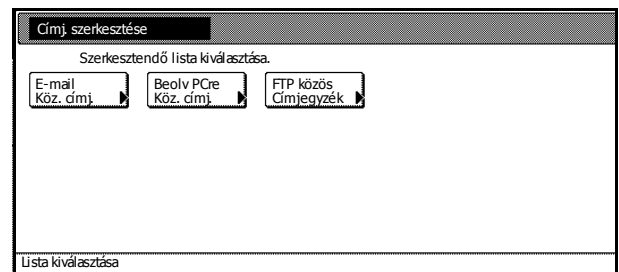 Címj. szerkesztése
Szerkesztendő lista kiválasztása.
E-mail
Köz. címj.
Beolv PCre
Köz. címj.
FTP közös
Címjegyzék
Lista kiválasztása